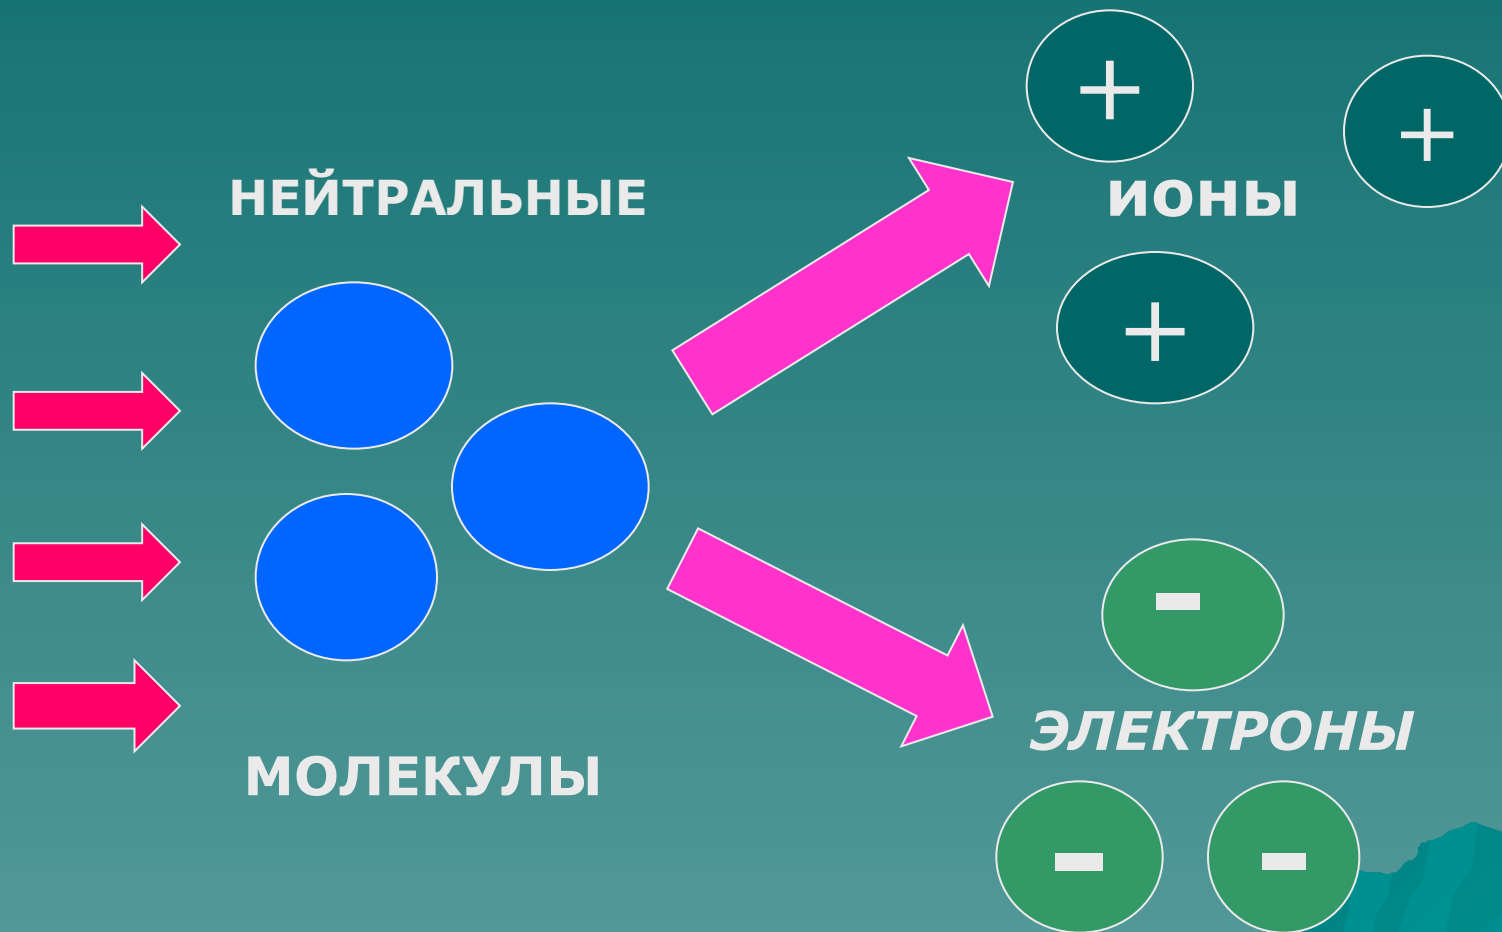 НЕЙТРАЛЬНЫЕ
МОЛЕКУЛЫ
+
+
ИОНЫ
+
-
ЭЛЕКТРОНЫ
-
-